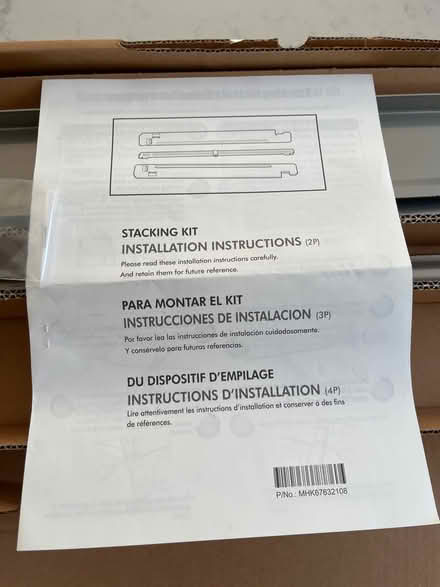 STACKING KIT
INSTALLATION INSTRUCTIONS (2P)
Please read these installation instructions carefully.
And retain them for future reference.
PARA MONTAR EL KIT
INSTRUCCIONES DE INSTALACION (3P)
Por favor lea las instrucciones de instalación cuidadosamente.
Y consérvelo para futuras referencias.
DU DISPOSITIF D'EMPILAGE
INSTRUCTIONS D'INSTALLATION (4P)
Lire attentivement les instructions d'installation et conserver à des fins
de références.
P/No.: MHK67832108